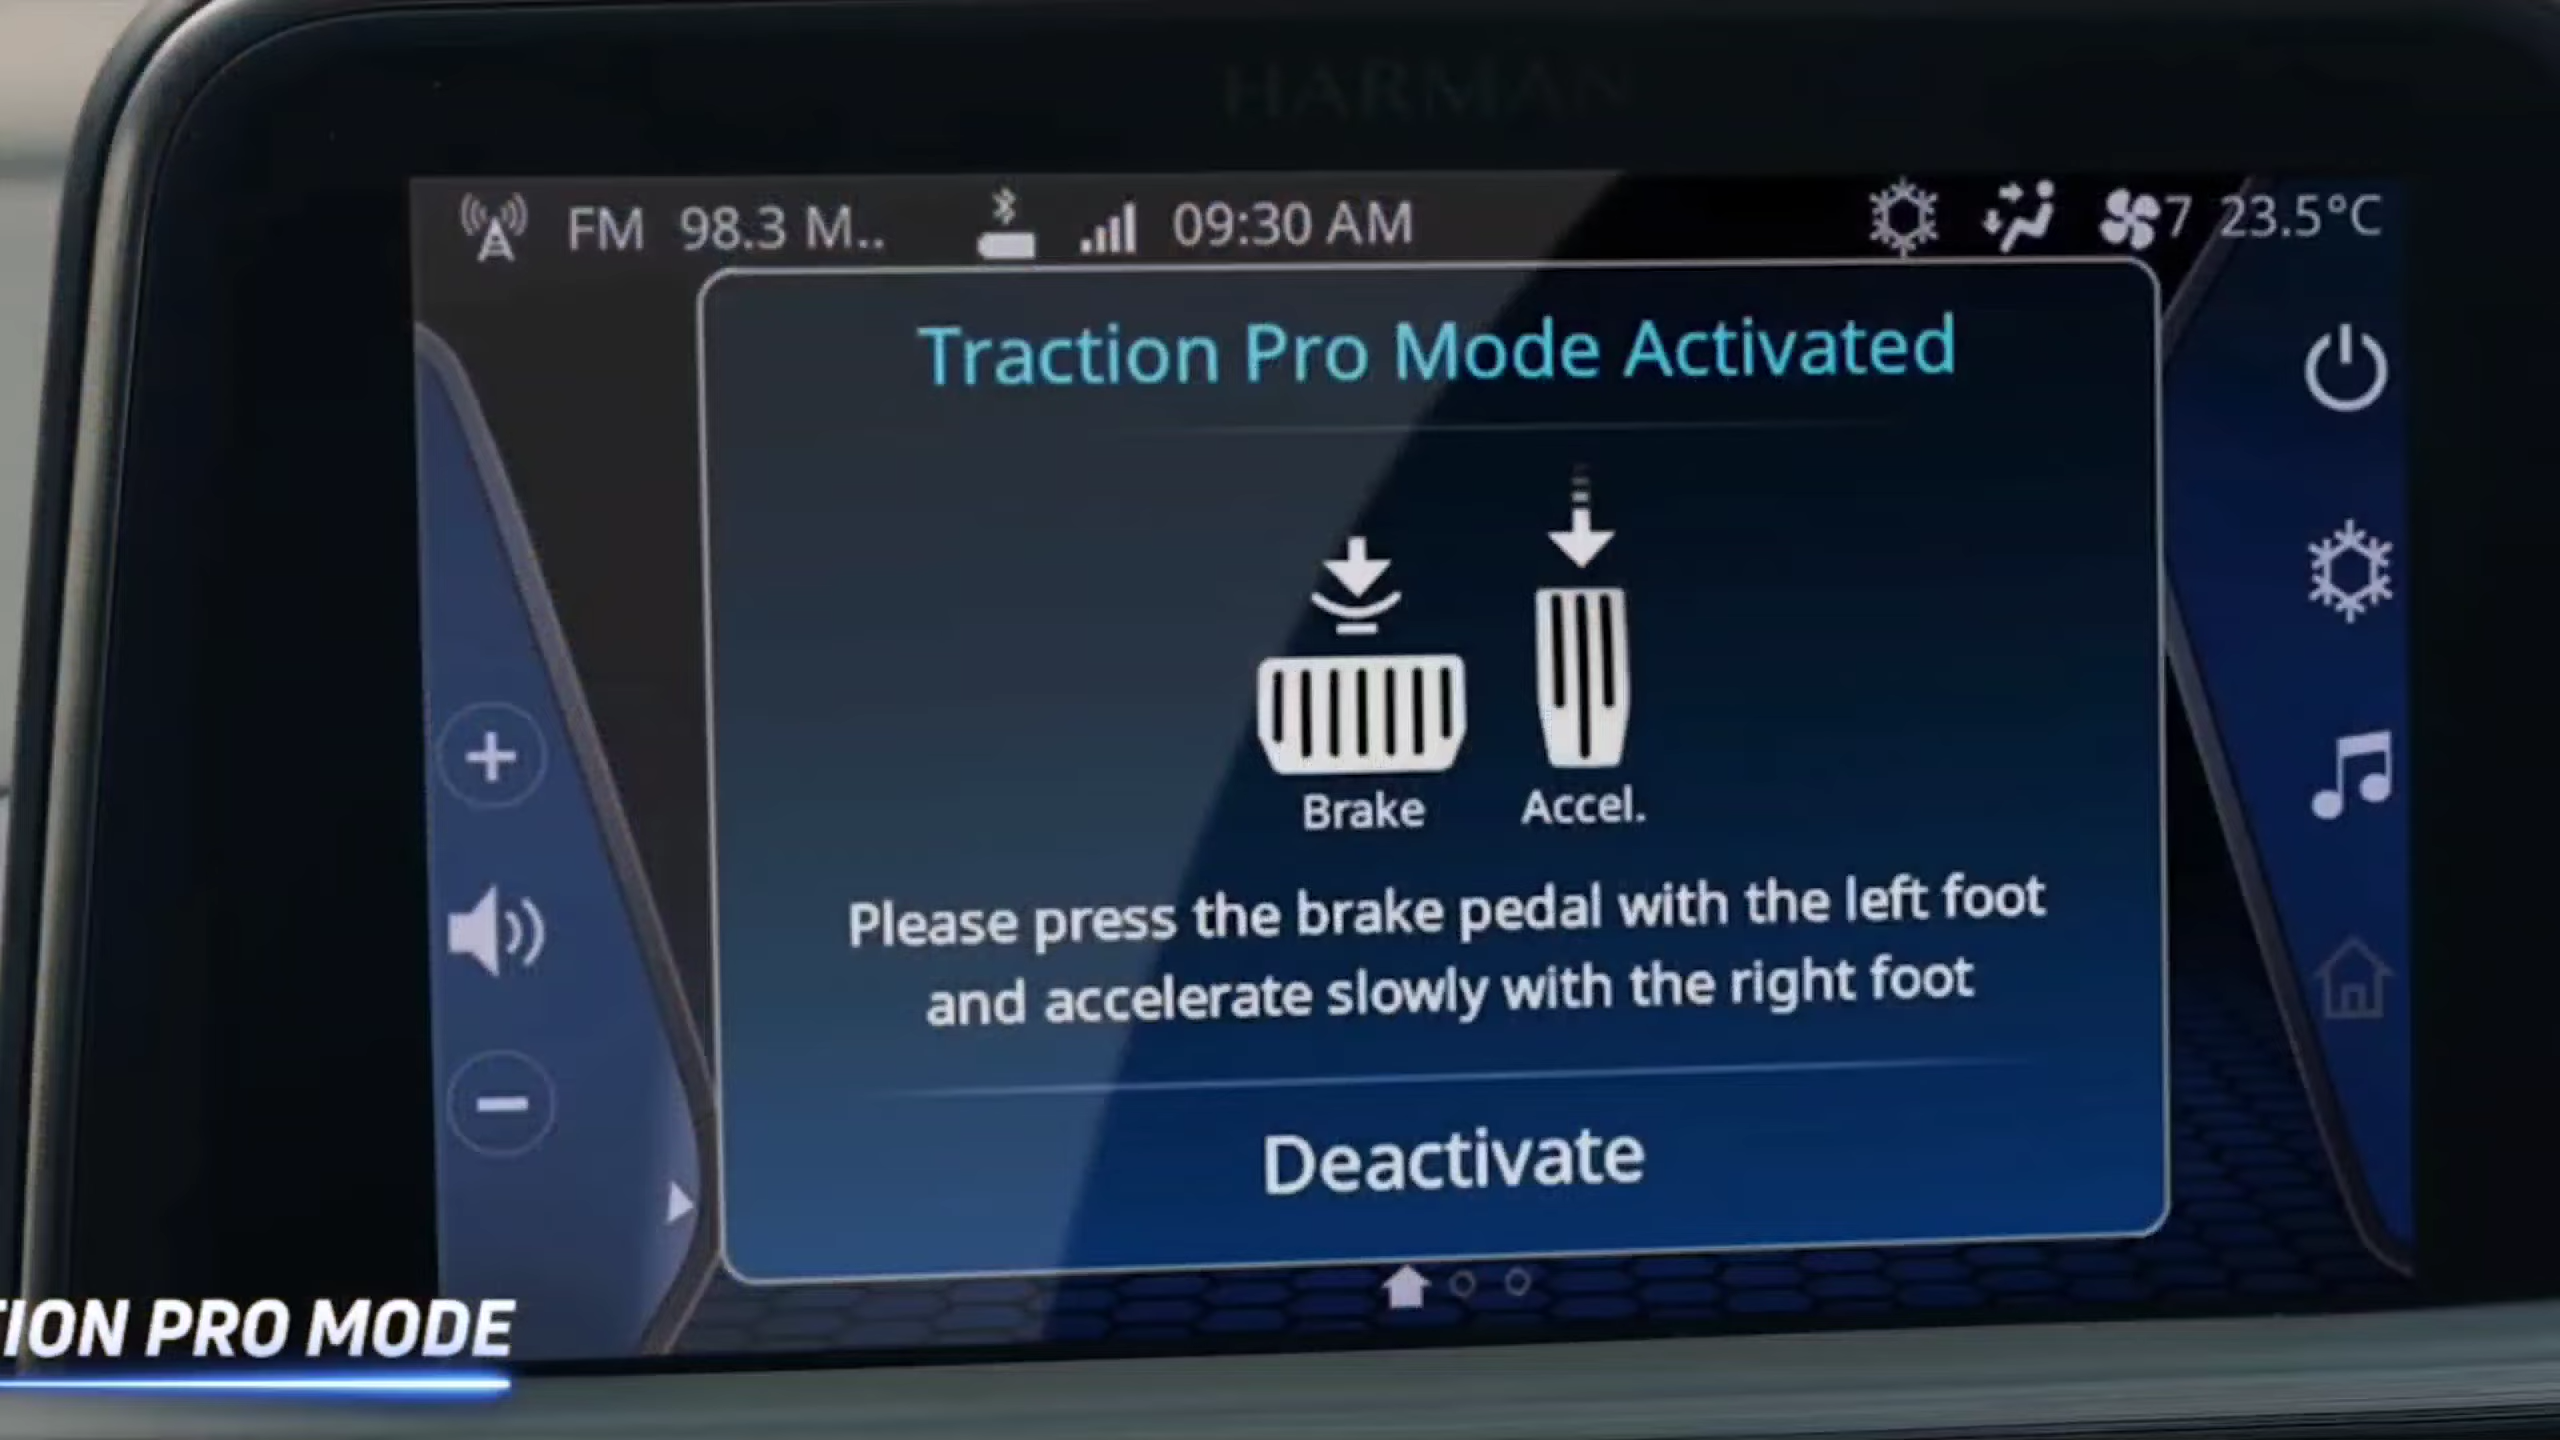 HARMAN
FM 98.3 M.. 09:30 AM 7 23.5°C
Traction Pro Mode Activated
Brake Accel.
Please press the brake pedal with the left foot
and accelerate slowly with the right foot
Deactivate
TION PRO MODE